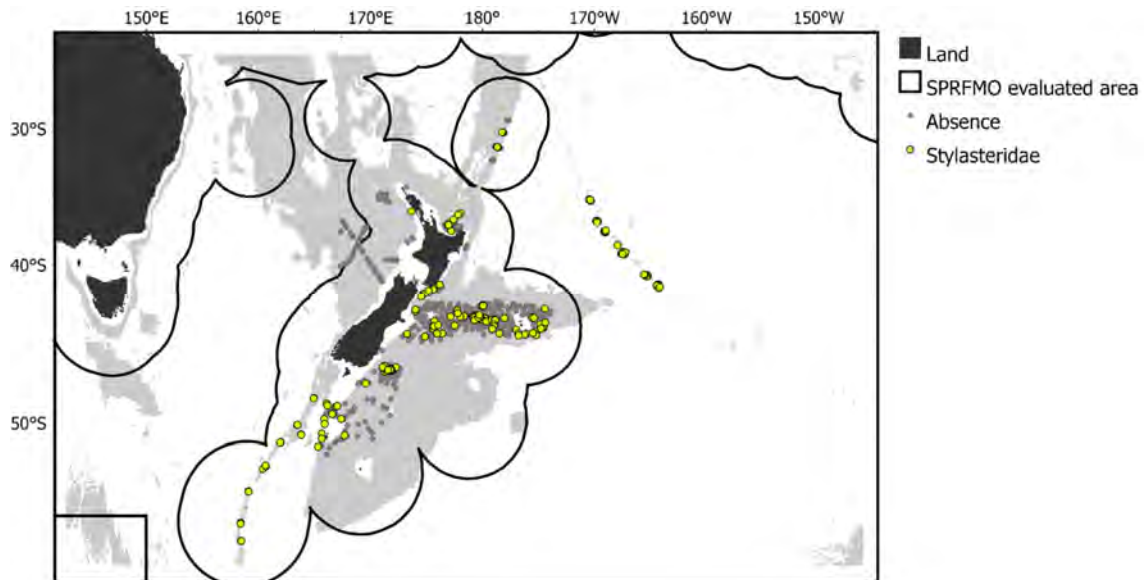 150°E 160°E 170°E 180° 170°W 160°W 150°W
30°S
40°S
50°S
Land
SPRFMO evaluated area
Absence
Stylasteridae